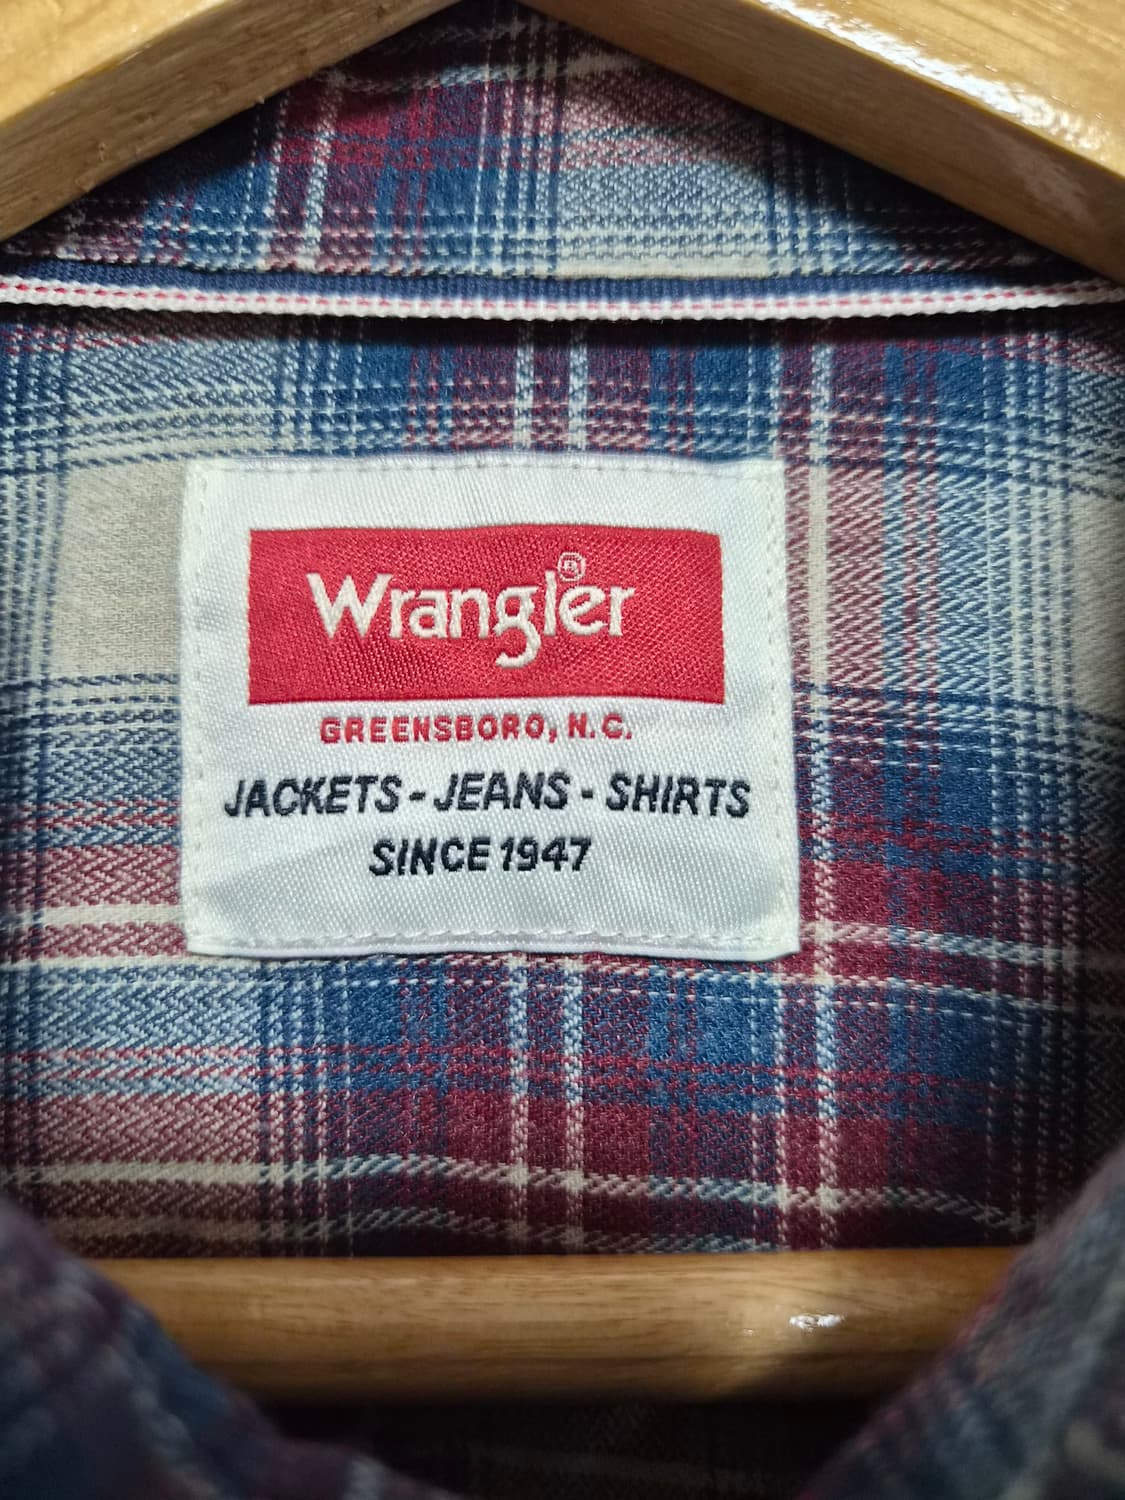 Wrangler®
GREENSBORO, N.C.
JACKETS - JEANS - SHIRTS
SINCE 1947